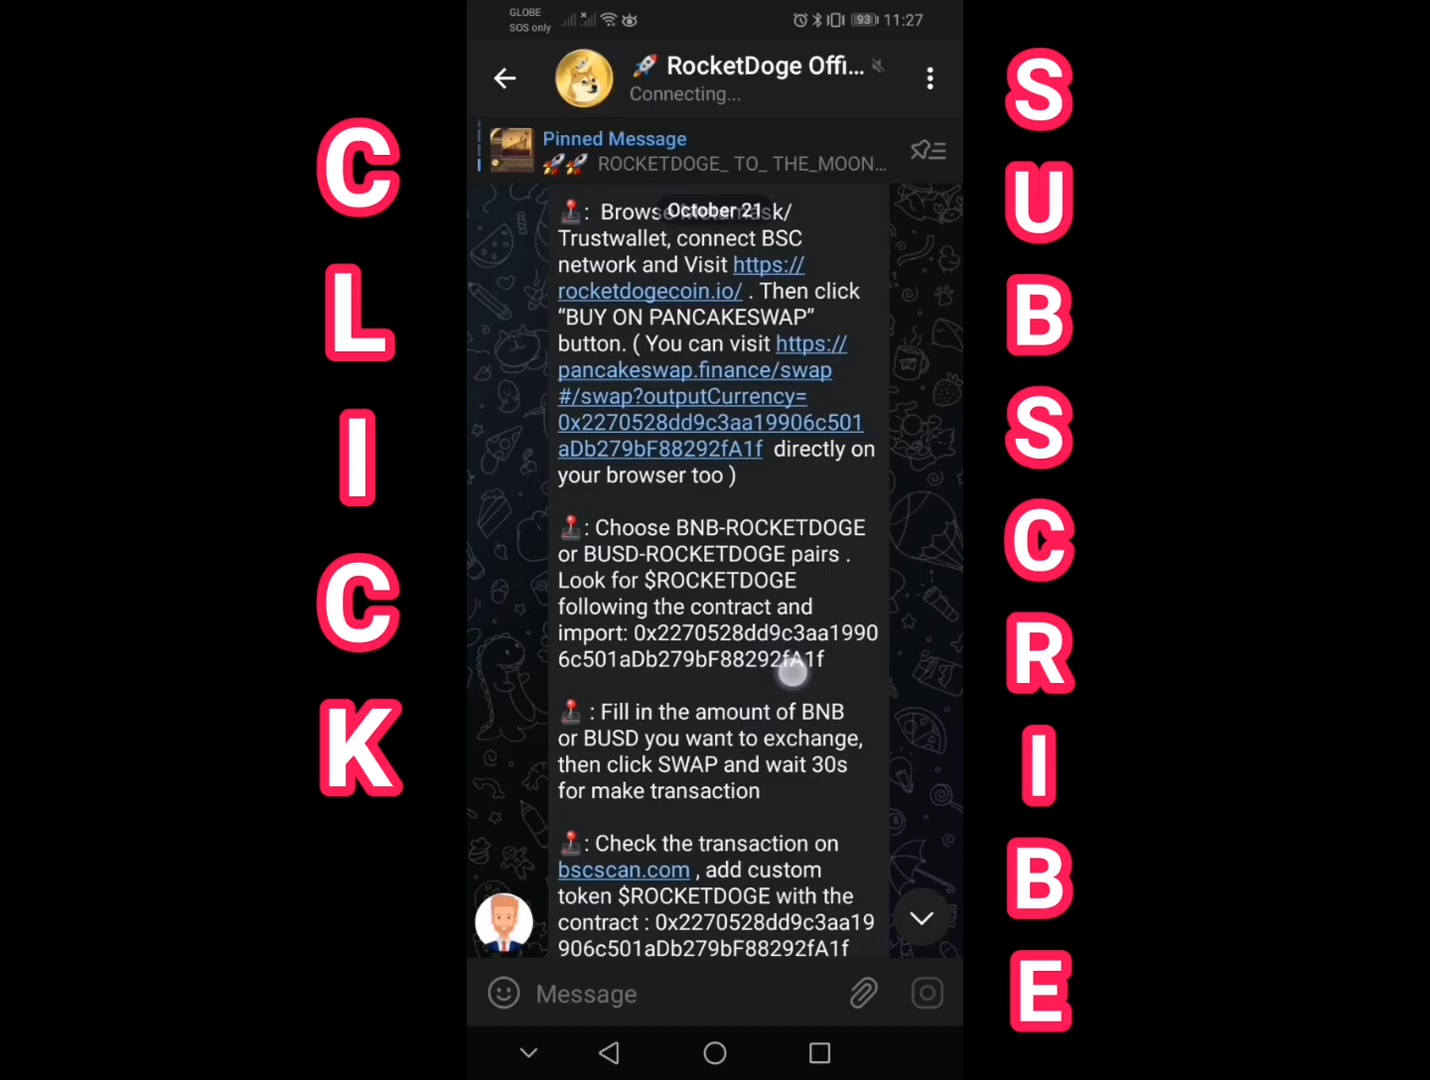 CLICK
GLOBE
SOS only
93
11:27
RocketDoge Offi...
Connecting...
Pinned Message
ROCKETDOGE_ TO_ THE_MOON...
October 21
: Browse k/
Trustwallet, connect BSC
network and Visit https://
rocketdogecoin.io/ . Then click
“BUY ON PANCAKESWAP”
button. ( You can visit https://
pancakeswap.finance/swap
#/swap?outputCurrency=
0x2270528dd9c3aa19906c501
aDb279bF88292fA1f directly on
your browser too )
: Choose BNB-ROCKETDOGE
or BUSD-ROCKETDOGE pairs .
Look for $ROCKETDOGE
following the contract and
import: 0x2270528dd9c3aa1990
6c501aDb279bF88292fA1f
: Fill in the amount of BNB
or BUSD you want to exchange,
then click SWAP and wait 30s
for make transaction
: Check the transaction on
bscscan.com , add custom
token $ROCKETDOGE with the
contract : 0x2270528dd9c3aa19
906c501aDb279bF88292fA1f
Message
SUBSCRIBE